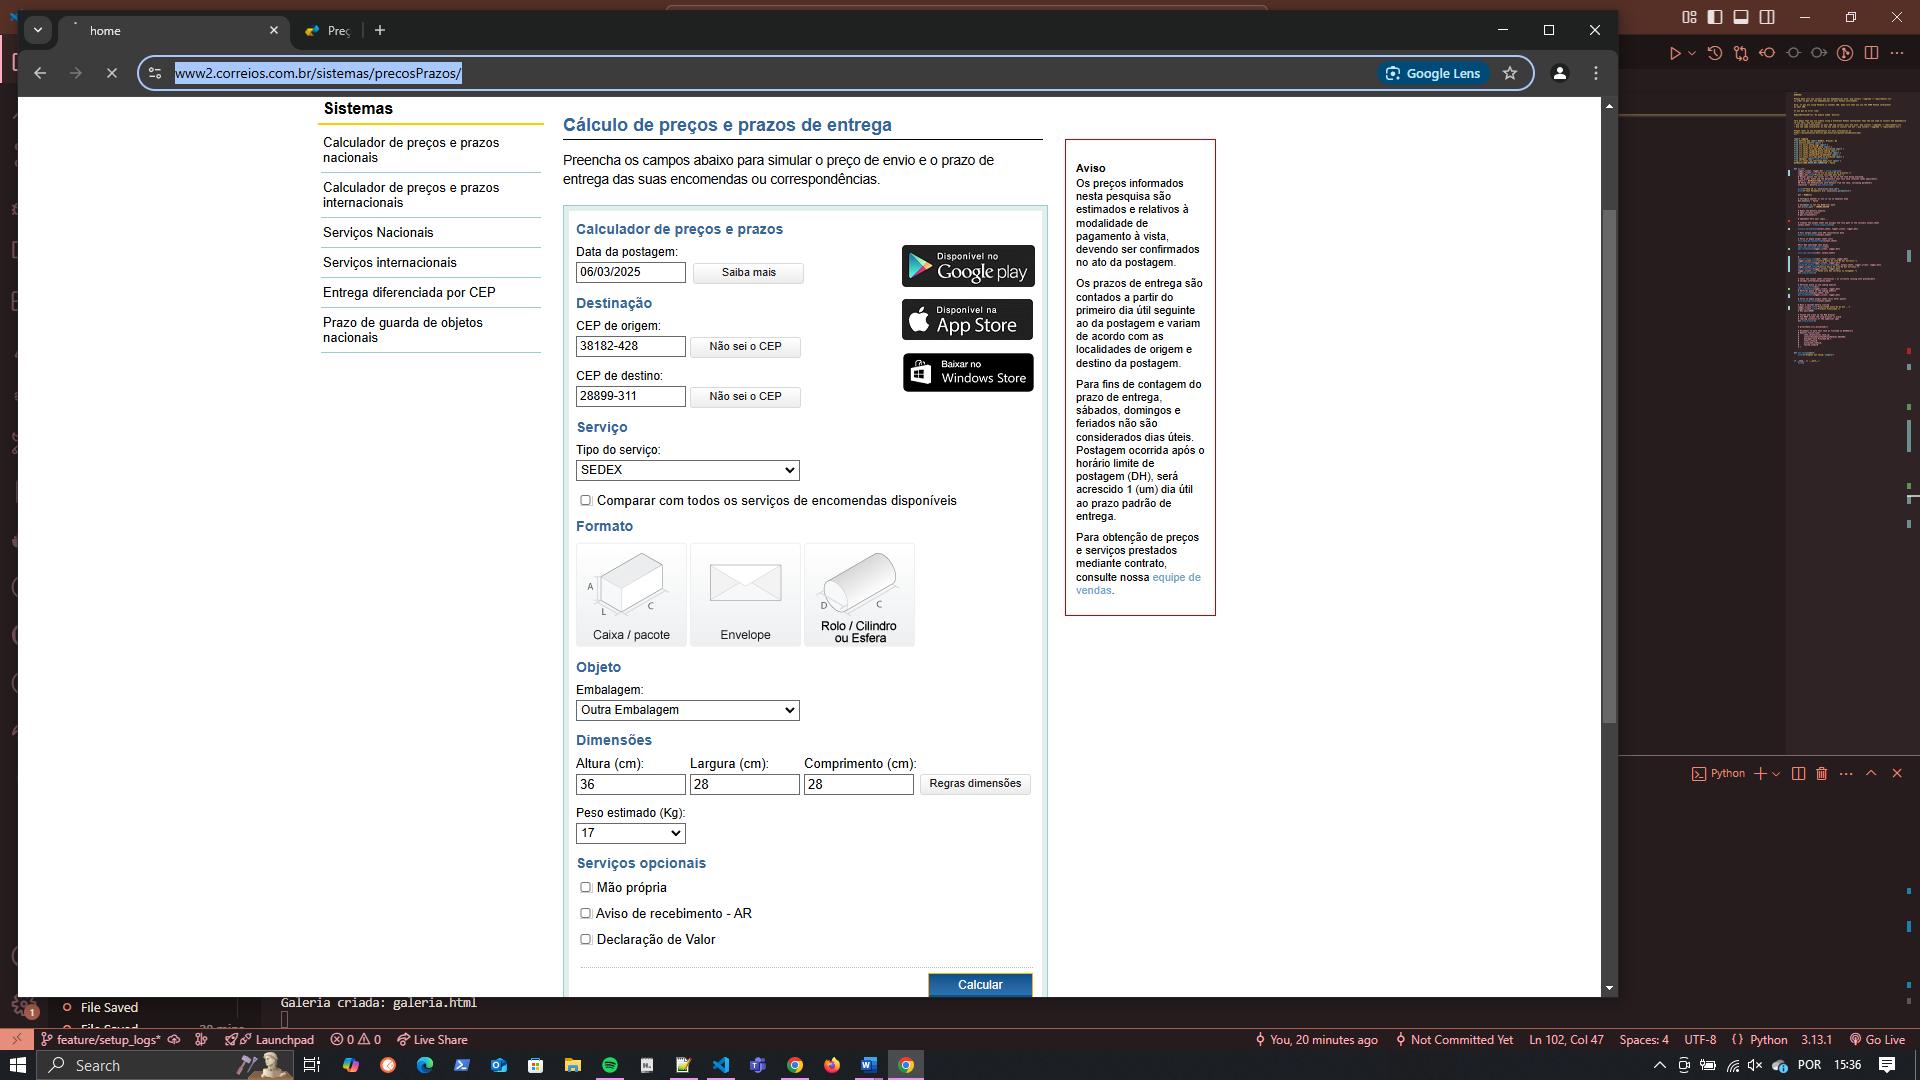 home
Preç
www2.correios.com.br/sistemas/precosPrazos/
Google Lens
Sistemas
Calculador de preços e prazos
nacionais
Calculador de preços e prazos
internacionais
Serviços Nacionais
Serviços internacionais
Entrega diferenciada por CEP
Prazo de guarda de objetos
nacionais
Cálculo de preços e prazos de entrega
Preencha os campos abaixo para simular o preço de envio e o prazo de
entrega das suas encomendas ou correspondências.
Calculador de preços e prazos
Data da postagem:
06/03/2025
Saiba mais
Disponível no
Google play
Destinação
CEP de origem:
38182-428
Não sei o CEP
Disponível na
App Store
CEP de destino:
28899-311
Não sei o CEP
Baixar no
Windows Store
Serviço
Tipo do serviço:
SEDEX
Comparar com todos os serviços de encomendas disponíveis
Formato
A
L
C
Caixa / pacote
Envelope
D
C
Rolo / Cilindro
ou Esfera
Objeto
Embalagem:
Outra Embalagem
Dimensões
Altura (cm): Largura (cm): Comprimento (cm):
36 28 28 Regras dimensões
Peso estimado (Kg):
17
Serviços opcionais
Mão própria
Aviso de recebimento - AR
Declaração de Valor
Calcular
Aviso
Os preços informados
nesta pesquisa são
estimados e relativos à
modalidade de
pagamento à vista,
devendo ser confirmados
no ato da postagem.
Os prazos de entrega são
contados a partir do
primeiro dia útil seguinte
ao da postagem e variam
de acordo com as
localidades de origem e
destino da postagem.
Para fins de contagem do
prazo de entrega,
sábados, domingos e
feriados não são
considerados dias úteis.
Postagem ocorrida após o
horário limite de
postagem (DH), será
acrescido 1 (um) dia útil
ao prazo padrão de
entrega.
Para obtenção de preços
e serviços prestados
mediante contrato,
consulte nossa equipe de
vendas.
Python
File Saved
Galeria criada: galeria.html
1
feature/setup_logs* Launchpad 0 0 Live Share
You, 20 minutes ago Not Committed Yet Ln 102, Col 47 Spaces: 4 UTF-8 { } Python 3.13.1 Go Live
Search
POR 15:36